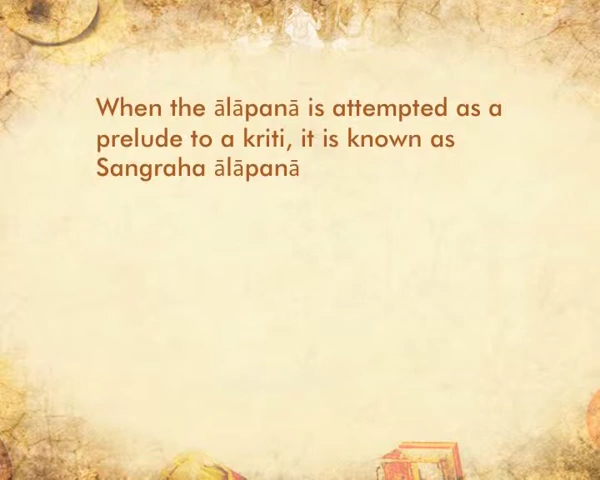 When the ālāpanā is attempted as a
prelude to a kriti, it is known as
Sangraha ālāpanā